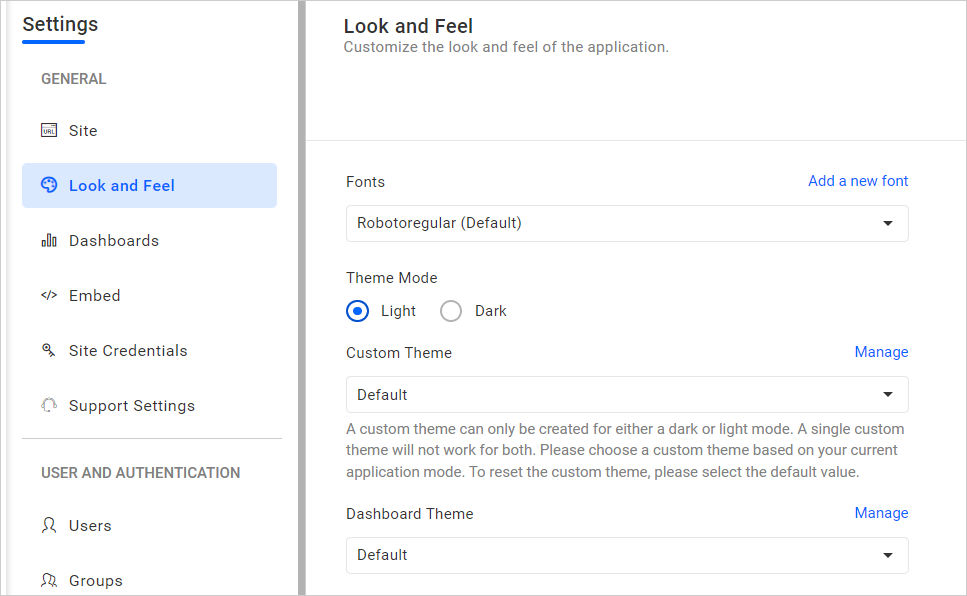 Settings
GENERAL
URL
Site
Look and Feel
Dashboards
Embed
Site Credentials
Support Settings
USER AND AUTHENTICATION
Users
Groups
Look and Feel
Customize the look and feel of the application.
Fonts
Add a new font
Robotoregular (Default)
Theme Mode
Light
Dark
Custom Theme
Manage
Default
A custom theme can only be created for either a dark or light mode. A single custom
theme will not work for both. Please choose a custom theme based on your current
application mode. To reset the custom theme, please select the default value.
Dashboard Theme
Manage
Default